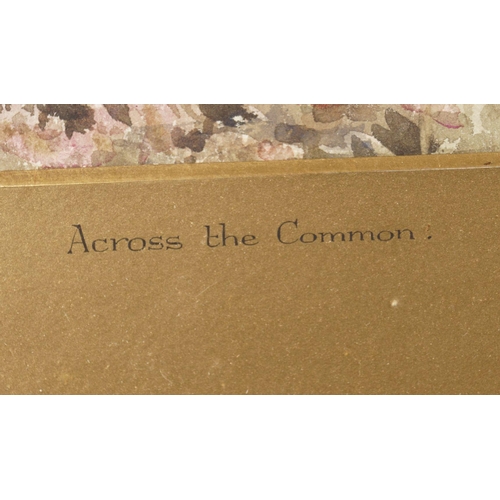 Across the Common.